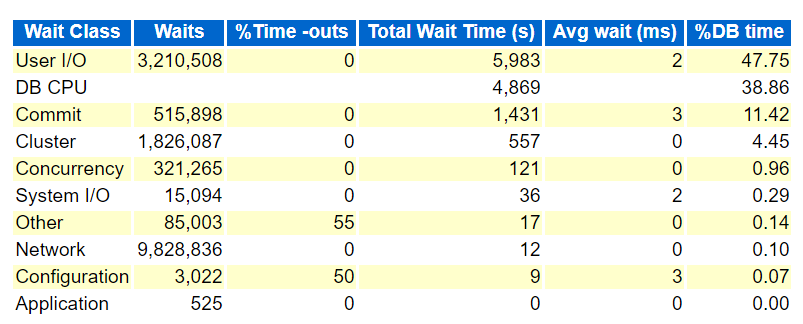 Wait Class Waits %Time -outs Total Wait Time (s) Avg wait (ms) %DB time
User I/O 3,210,508 0 5,983 2 47.75
DB CPU 4,869 38.86
Commit 515,898 0 1,431 3 11.42
Cluster 1,826,087 0 557 0 4.45
Concurrency 321,265 0 121 0 0.96
System I/O 15,094 0 36 2 0.29
Other 85,003 55 17 0 0.14
Network 9,828,836 0 12 0 0.10
Configuration 3,022 50 9 3 0.07
Application 525 0 0 0 0.00